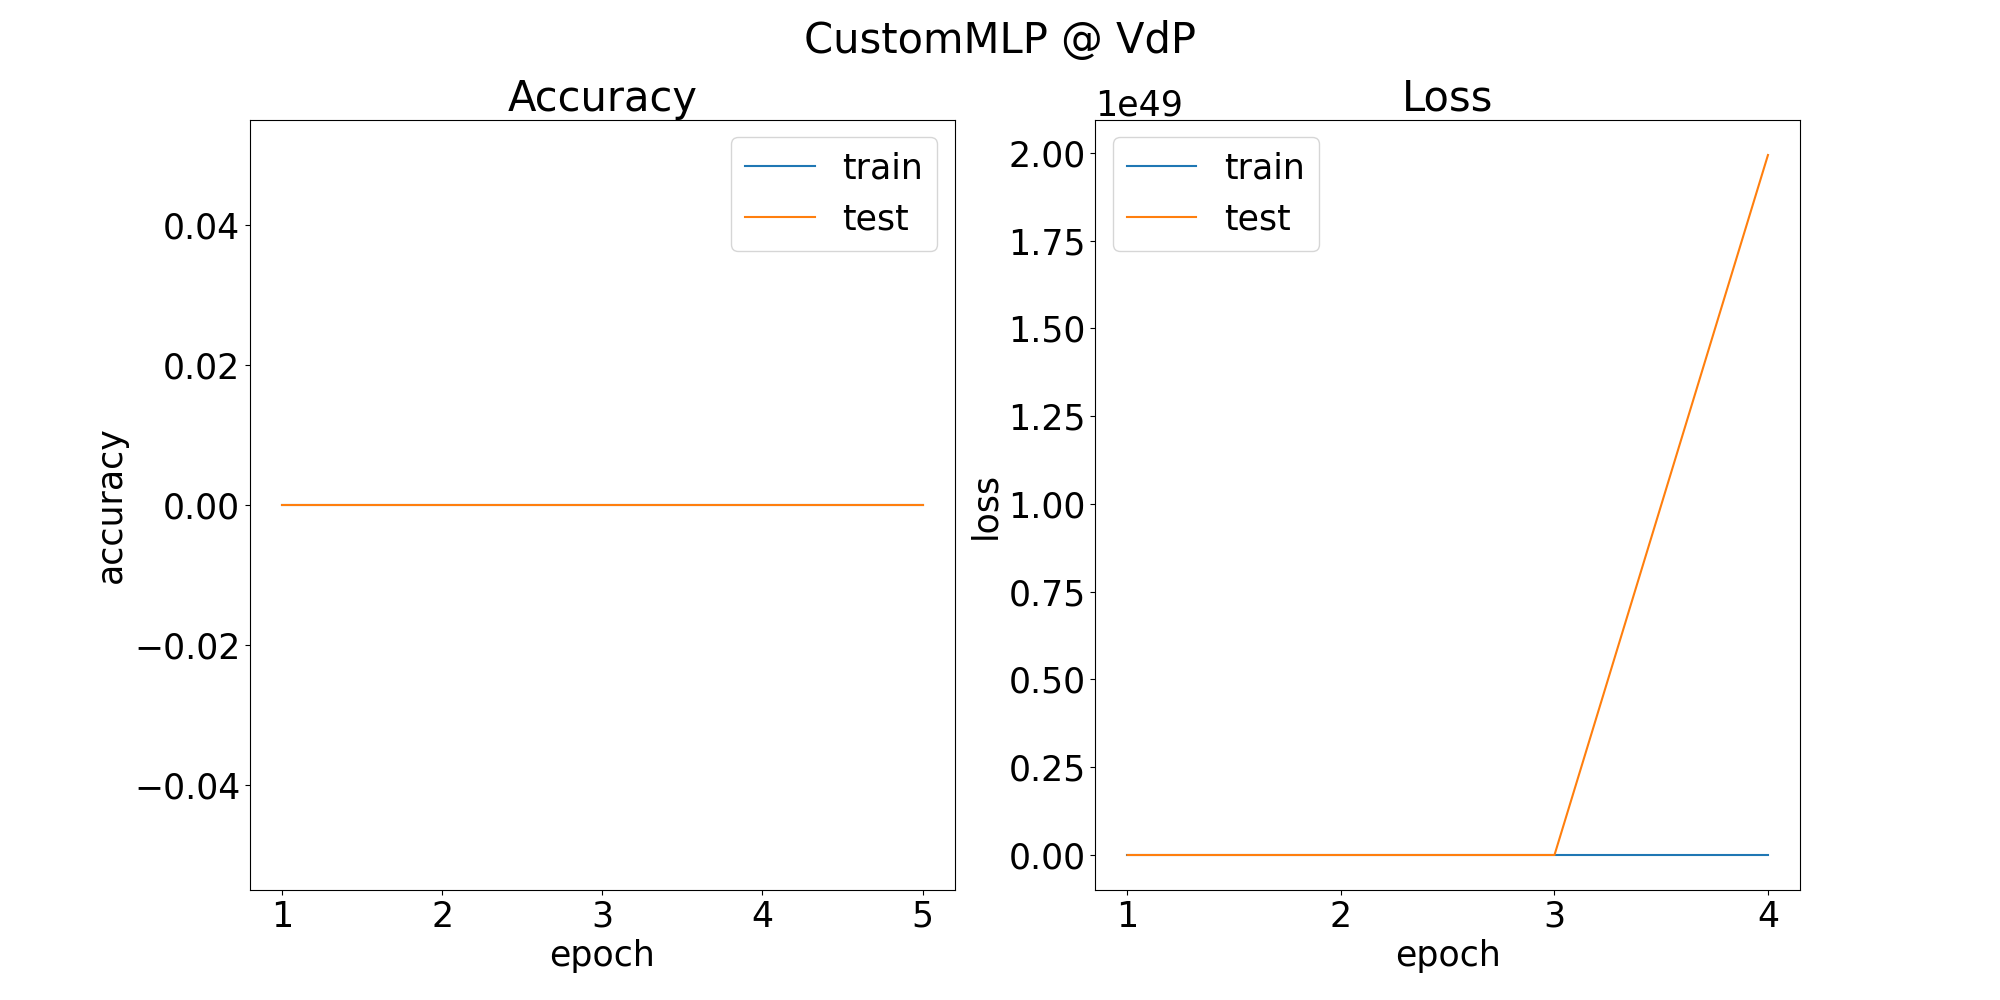 CustomMLP @ VdP
Accuracy
train
test
0.04
0.02
0.00
−0.02
−0.04
accuracy
1 2 3 4 5
epoch
Loss
1e49
train
test
2.00
1.75
1.50
1.25
1.00
0.75
0.50
0.25
0.00
loss
1 2 3 4
epoch